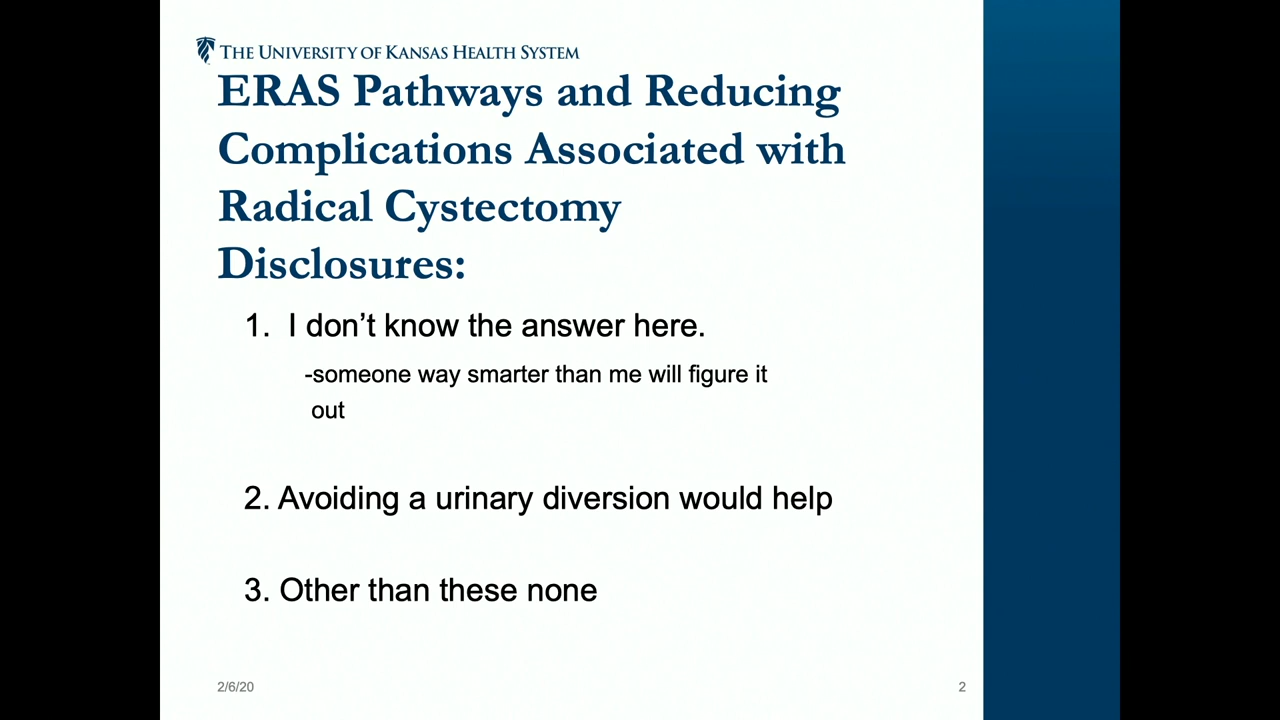 THE UNIVERSITY OF KANSAS HEALTH SYSTEM
ERAS Pathways and Reducing
Complications Associated with
Radical Cystectomy
Disclosures:
1. I don’t know the answer here.
-someone way smarter than me will figure it
out
2. Avoiding a urinary diversion would help
3. Other than these none
2/6/20
2